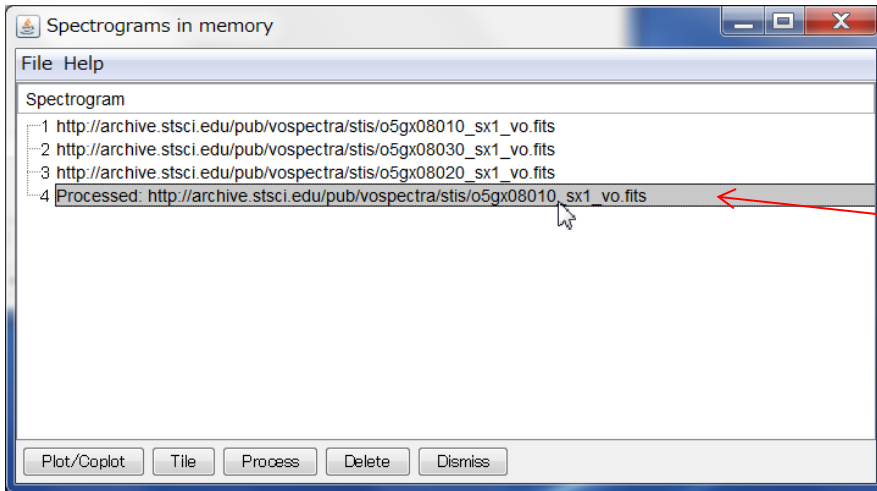 Spectrograms in memory
File Help
Spectrogram
1 http://archive.stsci.edu/pub/vospectra/stis/o5gx08010_sx1_vo.fits
2 http://archive.stsci.edu/pub/vospectra/stis/o5gx08030_sx1_vo.fits
3 http://archive.stsci.edu/pub/vospectra/stis/o5gx08020_sx1_vo.fits
4 Processed: http://archive.stsci.edu/pub/vospectra/stis/o5gx08010_sx1_vo.fits
Plot/Coplot Tile Process Delete Dismiss